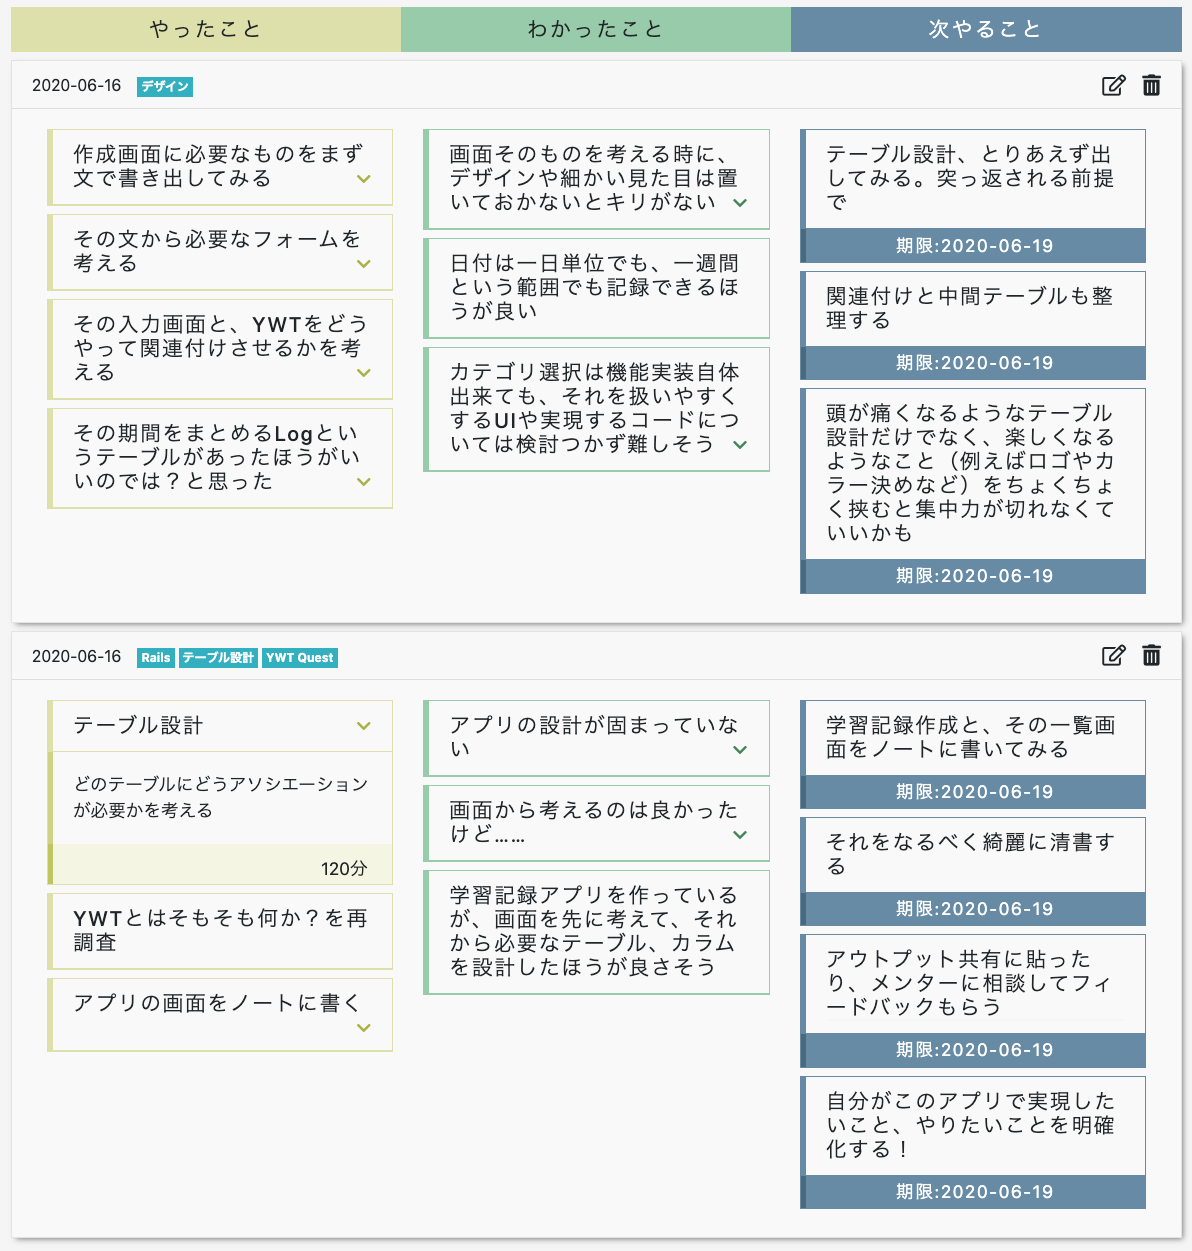 やったこと
わかったこと
次やること
2020-06-16 デザイン
作成画面に必要なものをまず
文で書き出してみる
その文から必要なフォームを
考える
その入力画面と、YWTをどう
やって関連付けさせるかを考
える
その期間をまとめるLogとい
うテーブルがあったほうがい
いのでは？と思った
画面そのものを考える時に、
デザインや細かい見た目は置
いておかないとキリがない
日付は一日単位でも、一週間
という範囲でも記録できるほ
うが良い
カテゴリ選択は機能実装自体
出来ても、それを扱いやすく
するUIや実現するコードにつ
いては検討つかず難しそう
テーブル設計、とりあえず出
してみる。突っ返される前提
で
期限:2020-06-19
関連付けと中間テーブルも整
理する
期限:2020-06-19
頭が痛くなるようなテーブル
設計だけでなく、楽しくなる
ようなこと（例えばロゴやカ
ラー決めなど）をちょくちょ
く挟むと集中力が切れなくて
いいかも
期限:2020-06-19
2020-06-16 Rails テーブル設計 YWT Quest
テーブル設計
どのテーブルにどうアソシエーション
が必要かを考える
120分
YWTとはそもそも何か？を再
調査
アプリの画面をノートに書く
アプリの設計が固まっていな
い
画面から考えるのは良かった
けど……
学習記録アプリを作っている
が、画面を先に考えて、それ
から必要なテーブル、カラム
を設計したほうが良さそう
学習記録作成と、その一覧画
面をノートに書いてみる
期限:2020-06-19
それをなるべく綺麗に清書す
る
期限:2020-06-19
アウトプット共有に貼った
り、メンターに相談してフィ
ードバックもらう
期限:2020-06-19
自分がこのアプリで実現した
いこと、やりたいことを明確
化する！
期限:2020-06-19